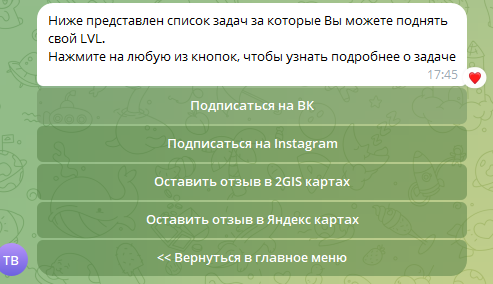 Ниже представлен список задач за которые Вы можете поднять
свой LVL.
Нажмите на любую из кнопок, чтобы узнать подробнее о задаче
17:45
Подписаться на ВК
Подписаться на Instagram
Оставить отзыв в 2GIS картах
Оставить отзыв в Яндекс картах
<< Вернуться в главное меню
ТВ